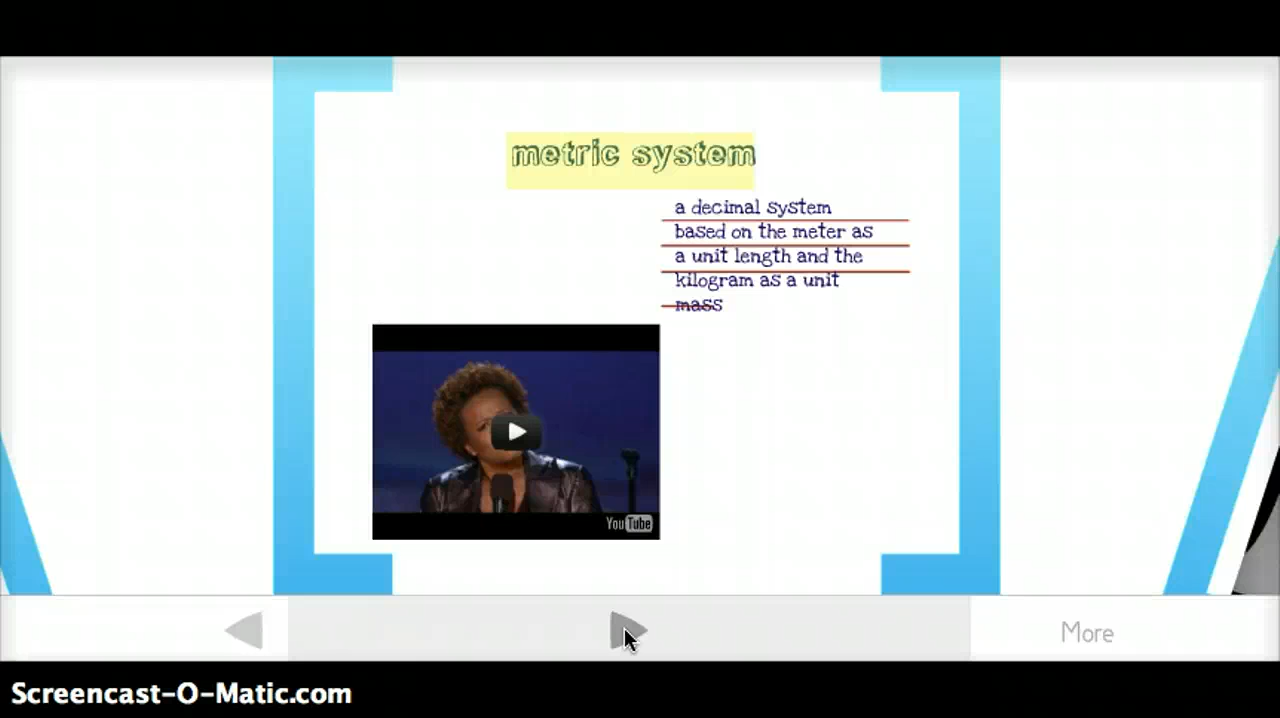 metric system
a decimal system
based on the meter as
a unit length and the
kilogram as a unit
mass
YouTube
More
Screencast-O-Matic.com